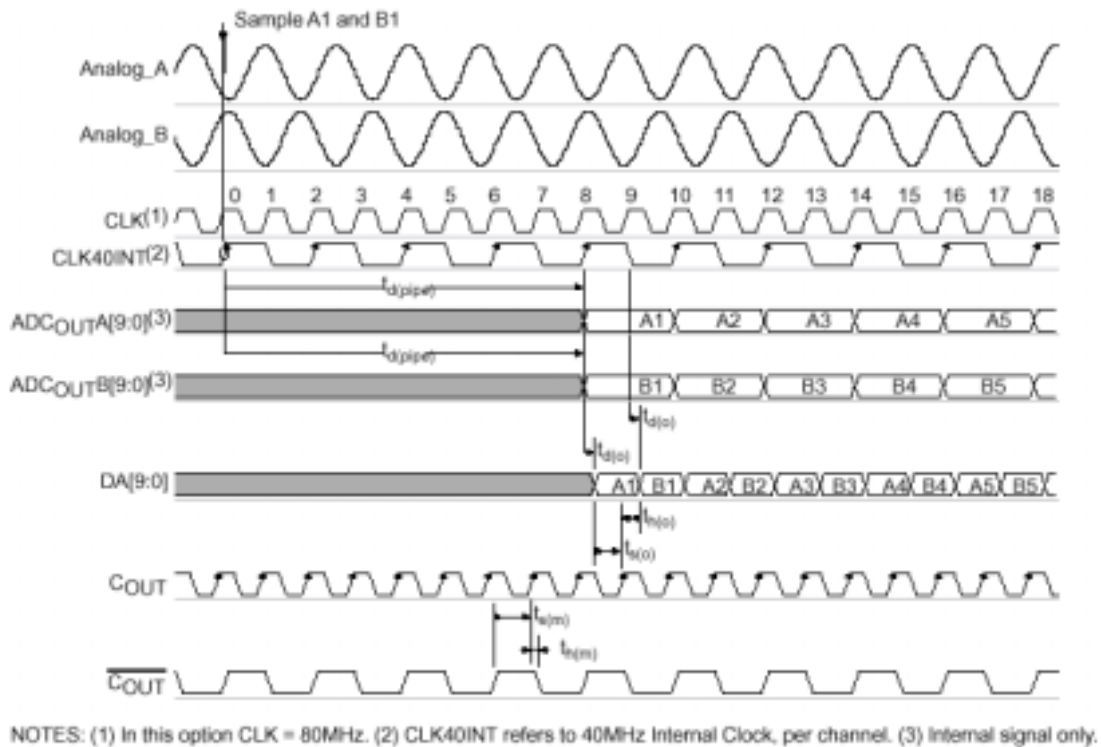 Sample A1 and B1
Analog_A
Analog_B
0 1 2 3 4 5 6 7 8 9 10 11 12 13 14 15 16 17 18
CLK(1)
CLK40INT(2)
td(pipe)
ADCOUTA[9:0](3)
A1 A2 A3 A4 A5
td(pipe)
ADCOUTB[9:0](3)
B1 B2 B3 B4 B5
td(o)
td(o)
DA[9:0]
A1 B1 A2 B2 A3 B3 A4 B4 A5 B5
th(o)
ts(o)
COUT
ts(m)
th(m)
COUT
NOTES: (1) In this option CLK = 80MHz. (2) CLK40INT refers to 40MHz Internal Clock, per channel. (3) Internal signal only.